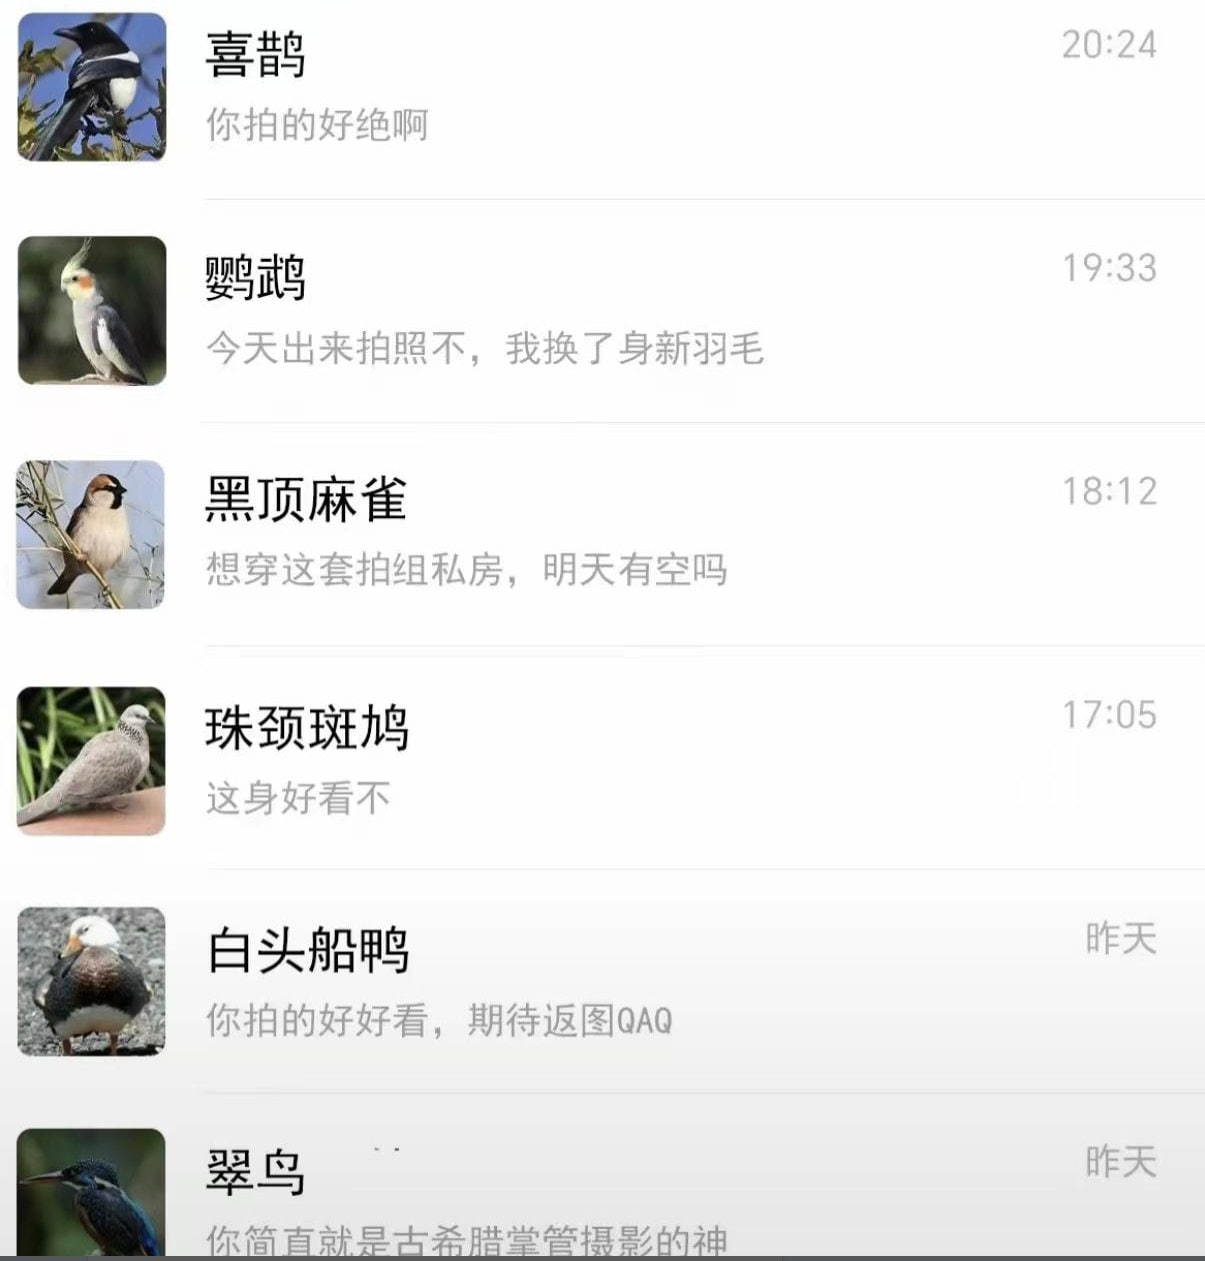 喜鹊
20:24
你拍的好绝啊
鹦鹉
19:33
今天出来拍照不，我换了身新羽毛
黑顶麻雀
18:12
想穿这套拍组私房，明天有空吗
珠颈斑鸠
17:05
这身好看不
白头船鸭
昨天
你拍的好好看，期待返图QAQ
翠鸟
昨天
你简直就是古希腊掌管摄影的神